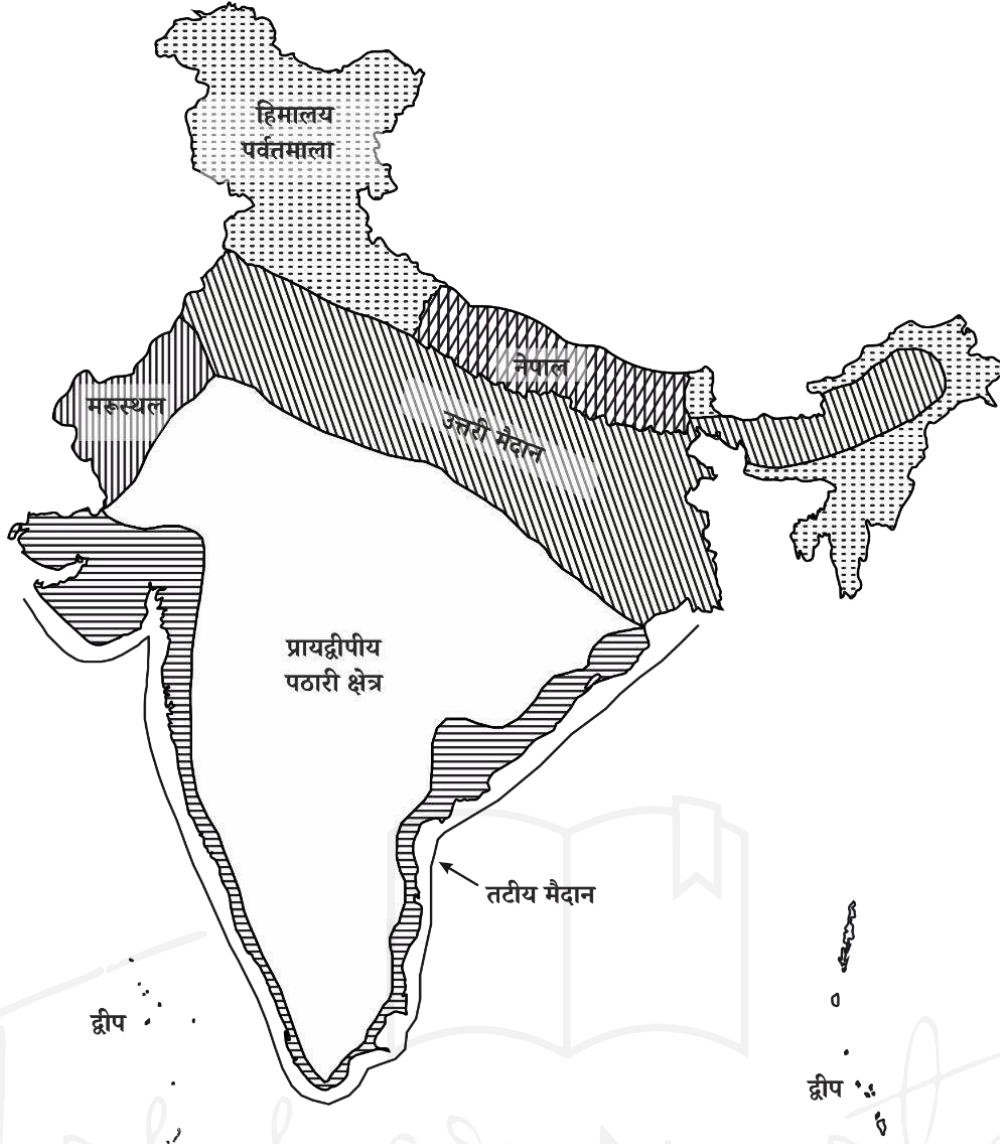 हिमालय
पर्वतमाला
नेपाल
मरूस्थल
उत्तरी मैदान
प्रायद्वीपीय
पठारी क्षेत्र
तटीय मैदान
द्वीप
द्वीप